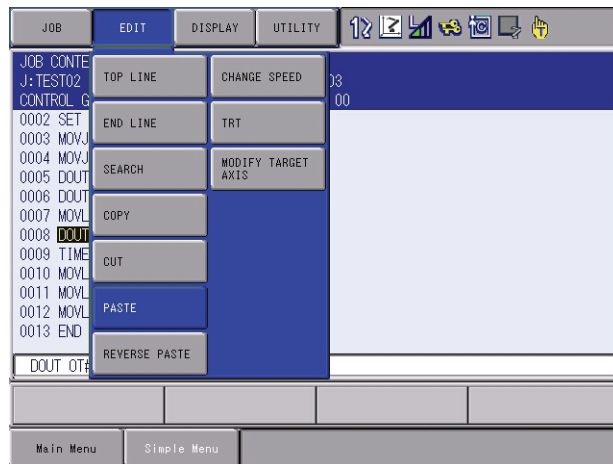 JOB EDIT DISPLAY UTILITY
JOB CONTE
J:TEST02 03
CONTROL G 00
TOP LINE CHANGE SPEED
END LINE TRT
SEARCH MODIFY TARGET AXIS
COPY
CUT
PASTE
REVERSE PASTE
0002 SET
0003 MOVJ
0004 MOVJ
0005 DOUT
0006 DOUT
0007 MOVL
0008 DOUT
0009 TIME
0010 MOVL
0011 MOVL
0012 MOVL
0013 END
DOUT OT#
Main Menu Simple Menu